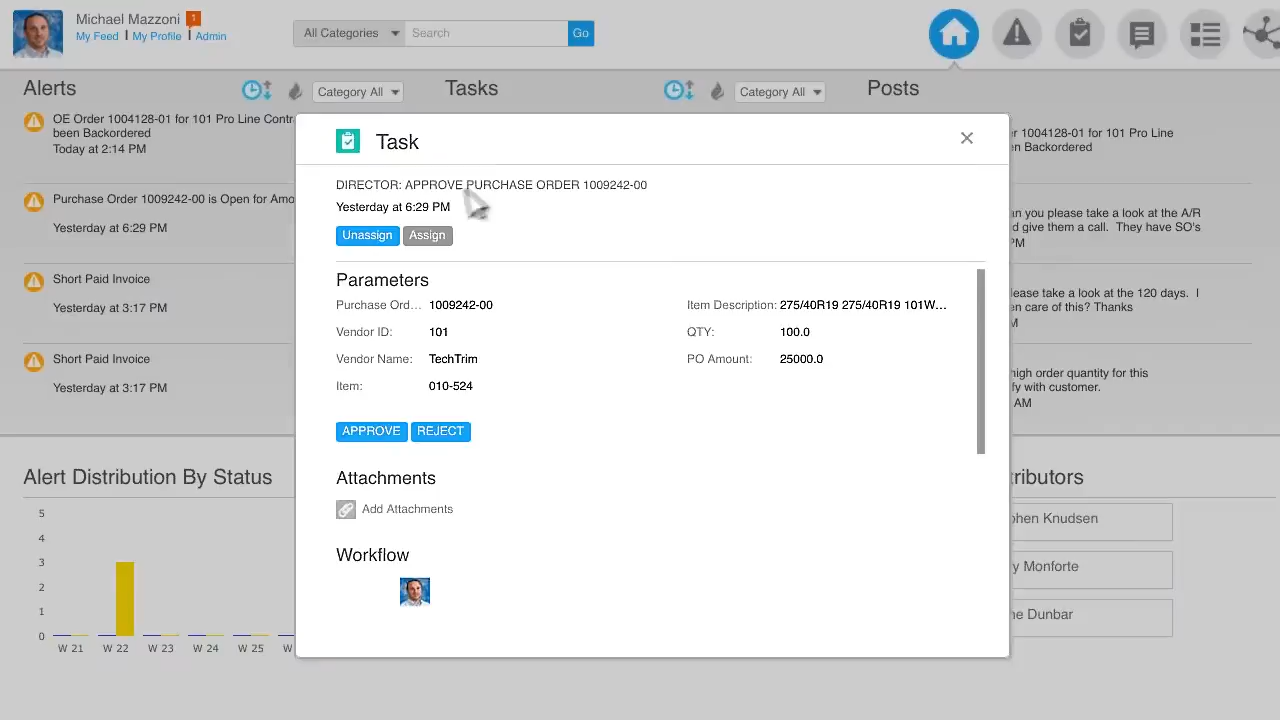 Michael Mazzoni 1
My Feed | My Profile | Admin
All Categories Search Go
Alerts Category All
OE Order 1004128-01 for 101 Pro Line Contr
been Backordered
Today at 2:14 PM
Purchase Order 1009242-00 is Open for Amo
Yesterday at 6:29 PM
Short Paid Invoice
Yesterday at 3:17 PM
Short Paid Invoice
Yesterday at 3:17 PM
Tasks Category All
Posts
r 1004128-01 for 101 Pro Line
n Backordered
an you please take a look at the A/R
d give them a call. They have SO's
PM
lease take a look at the 120 days. I
en care of this? Thanks
M
high order quantity for this
fy with customer.
AM
Task
DIRECTOR: APPROVE PURCHASE ORDER 1009242-00
Yesterday at 6:29 PM
Unassign Assign
Parameters
Purchase Ord... 1009242-00
Item Description: 275/40R19 275/40R19 101W...
Vendor ID: 101
QTY: 100.0
Vendor Name: TechTrim
PO Amount: 25000.0
Item: 010-524
APPROVE REJECT
Attachments
Add Attachments
Workflow
Alert Distribution By Status
5
4
3
2
1
0
W 21 W 22 W 23 W 24 W 25 W
tributors
phen Knudsen
y Monforte
ne Dunbar